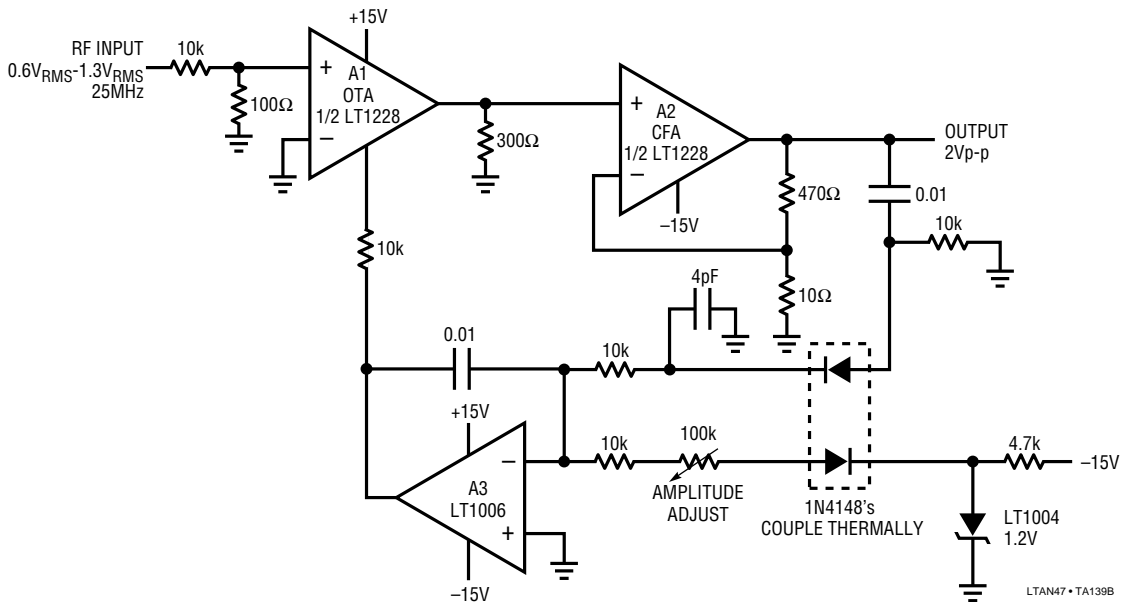 +15V
RF INPUT
0.6VRMS-1.3VRMS
25MHz
10k
100Ω
+
A1
OTA
1/2 LT1228
–
300Ω
+
A2
CFA
1/2 LT1228
–
–15V
OUTPUT
2Vp-p
470Ω
0.01
10k
10k
10Ω
4pF
0.01
10k
+15V
–
A3
LT1006
+
–15V
10k
100k
AMPLITUDE
ADJUST
1N4148’s
COUPLE THERMALLY
4.7k
–15V
LT1004
1.2V
LTAN47 • TA139B